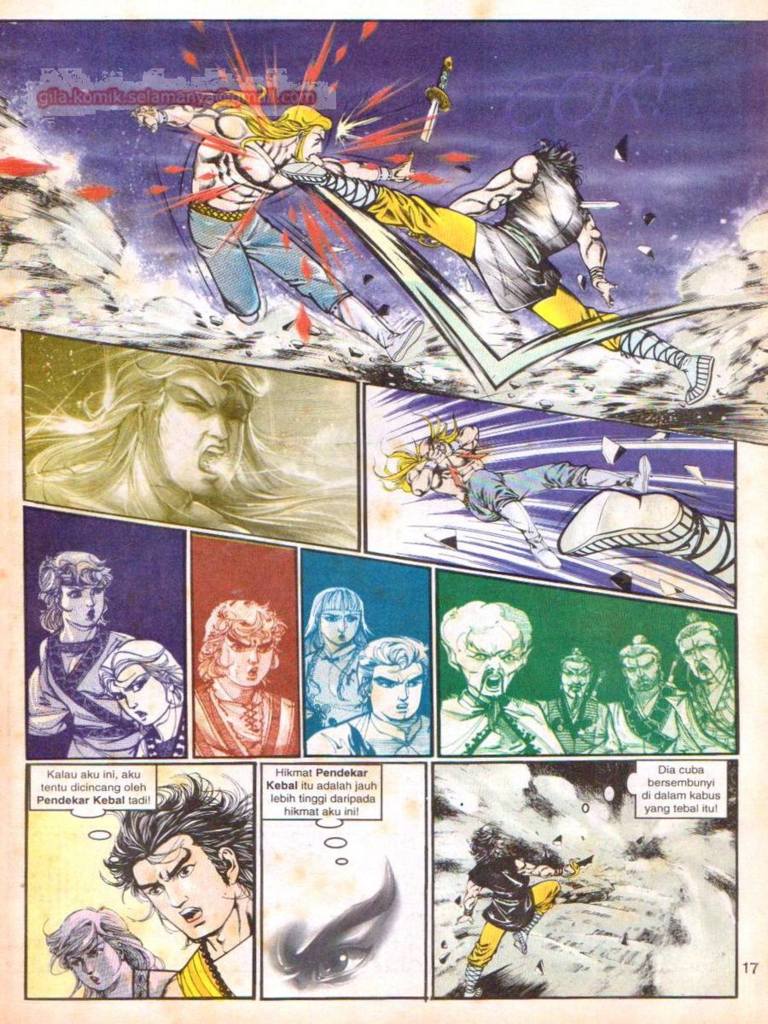 gila.komik.selamanya@gmail.com
Kalau aku ini, aku
tentu dicincang oleh
Pendekar Kebal tadi!
Hikmat Pendekar
Kebal itu adalah jauh
lebih tinggi daripada
hikmat aku ini!
Dia cuba
bersembunyi
di dalam kabus
yang tebal itu!
17